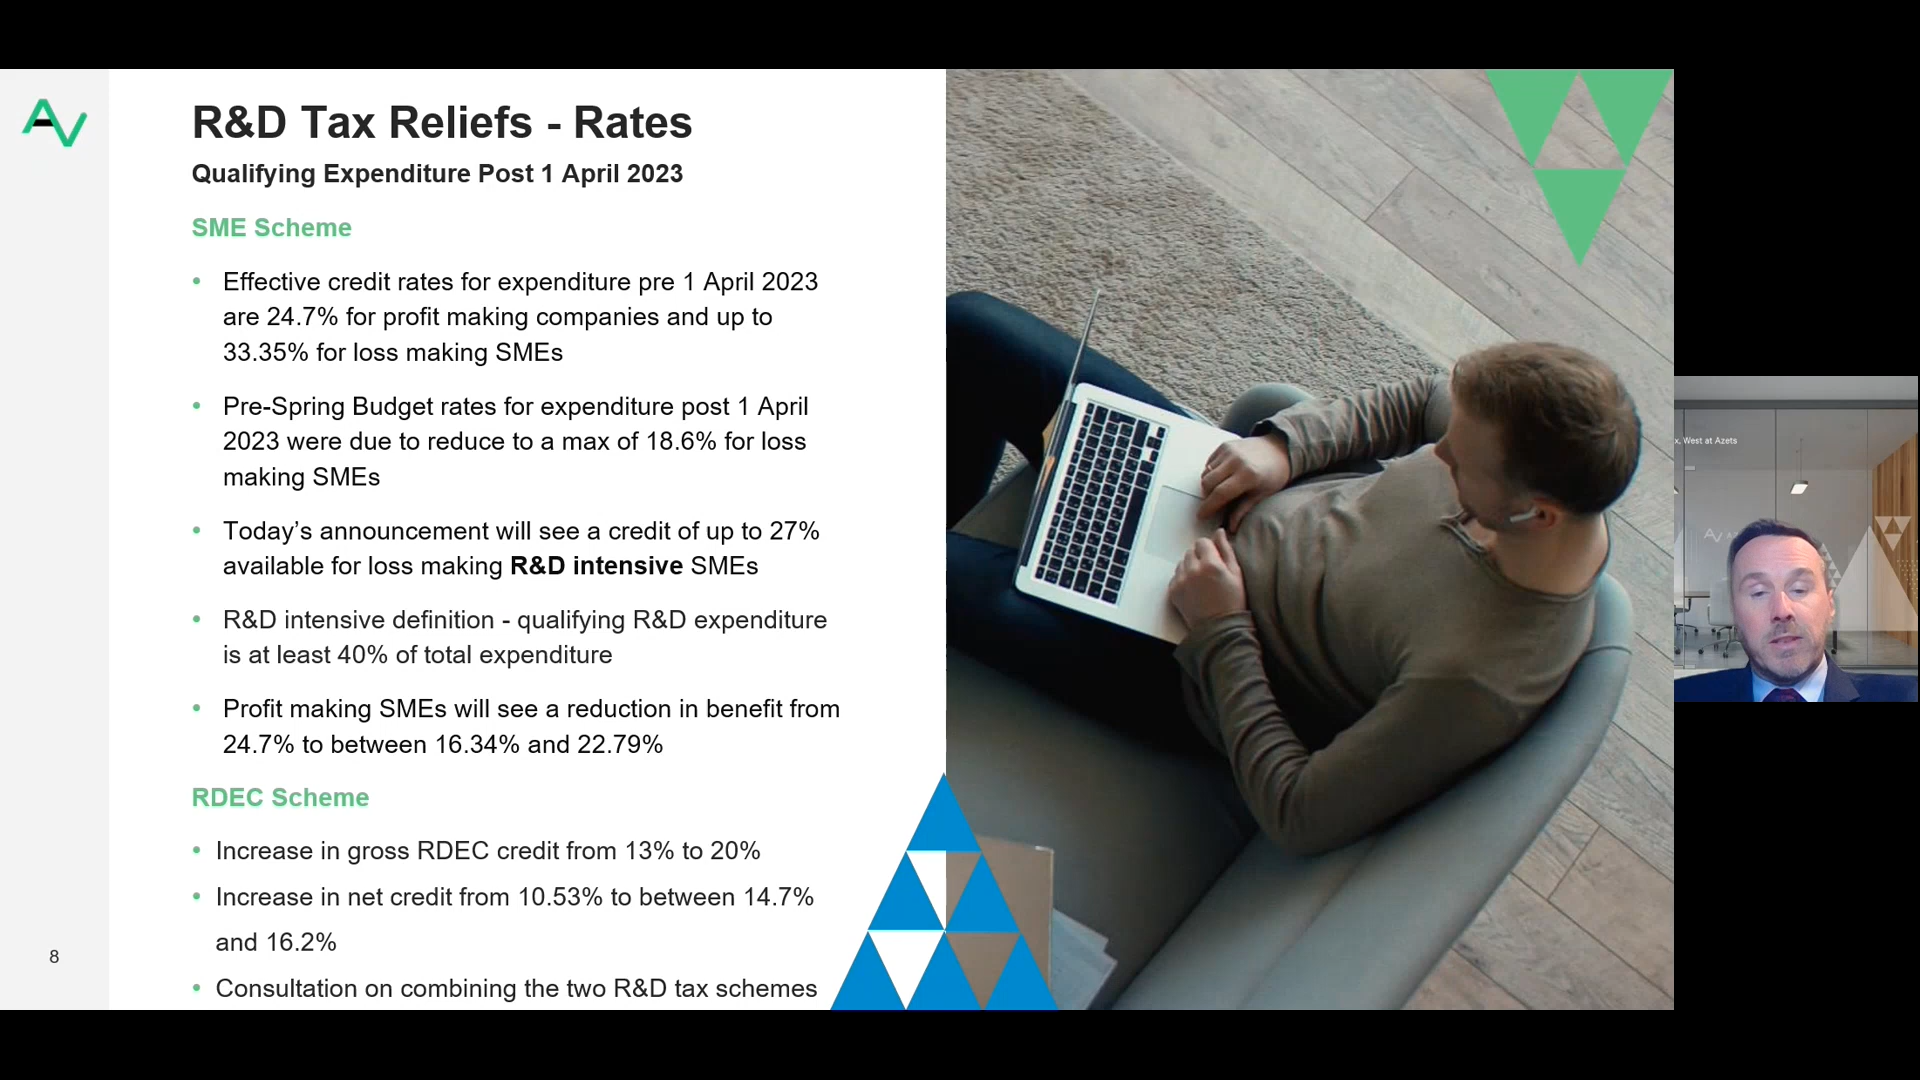 R&D Tax Reliefs - Rates
Qualifying Expenditure Post 1 April 2023
SME Scheme
• Effective credit rates for expenditure pre 1 April 2023
are 24.7% for profit making companies and up to
33.35% for loss making SMEs
• Pre-Spring Budget rates for expenditure post 1 April
2023 were due to reduce to a max of 18.6% for loss
making SMEs
• Today’s announcement will see a credit of up to 27%
available for loss making R&D intensive SMEs
• R&D intensive definition - qualifying R&D expenditure
is at least 40% of total expenditure
• Profit making SMEs will see a reduction in benefit from
24.7% to between 16.34% and 22.79%
RDEC Scheme
• Increase in gross RDEC credit from 13% to 20%
• Increase in net credit from 10.53% to between 14.7%
and 16.2%
• Consultation on combining the two R&D tax schemes
8
x, West at Azets